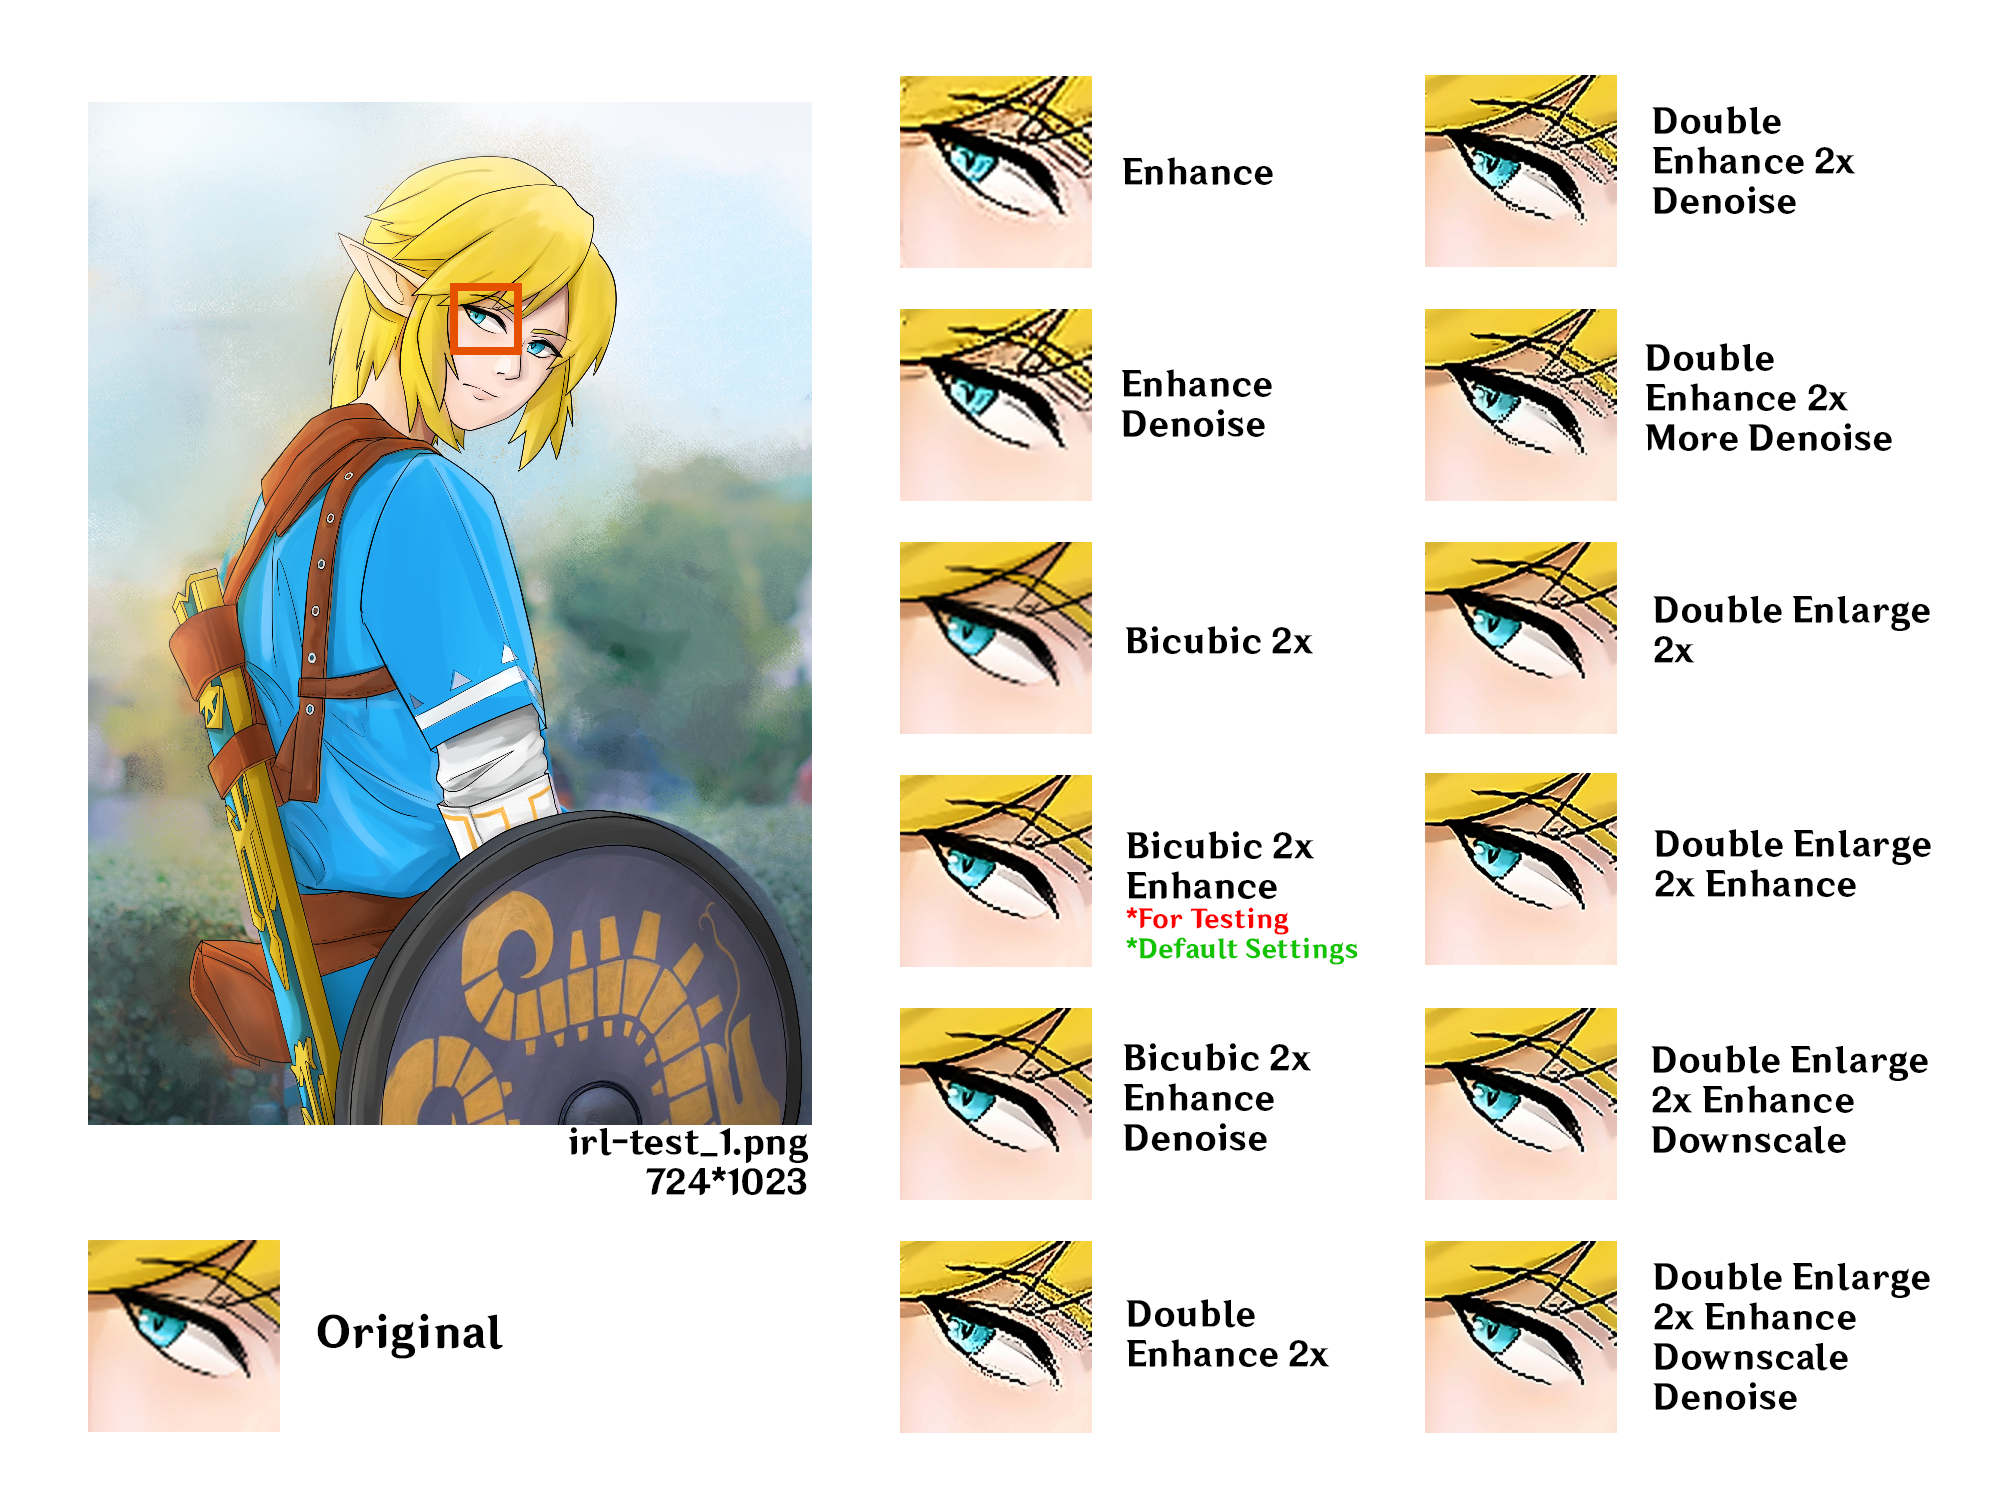 irl-test_1.png
724*1023
Original
Enhance
Enhance
Denoise
Bicubic 2x
Bicubic 2x
Enhance
*For Testing
*Default Settings
Bicubic 2x
Enhance
Denoise
Double
Enhance 2x
Double
Enhance 2x
Denoise
Double
Enhance 2x
More Denoise
Double Enlarge
2x
Double Enlarge
2x Enhance
Double Enlarge
2x Enhance
Downscale
Double Enlarge
2x Enhance
Downscale
Denoise